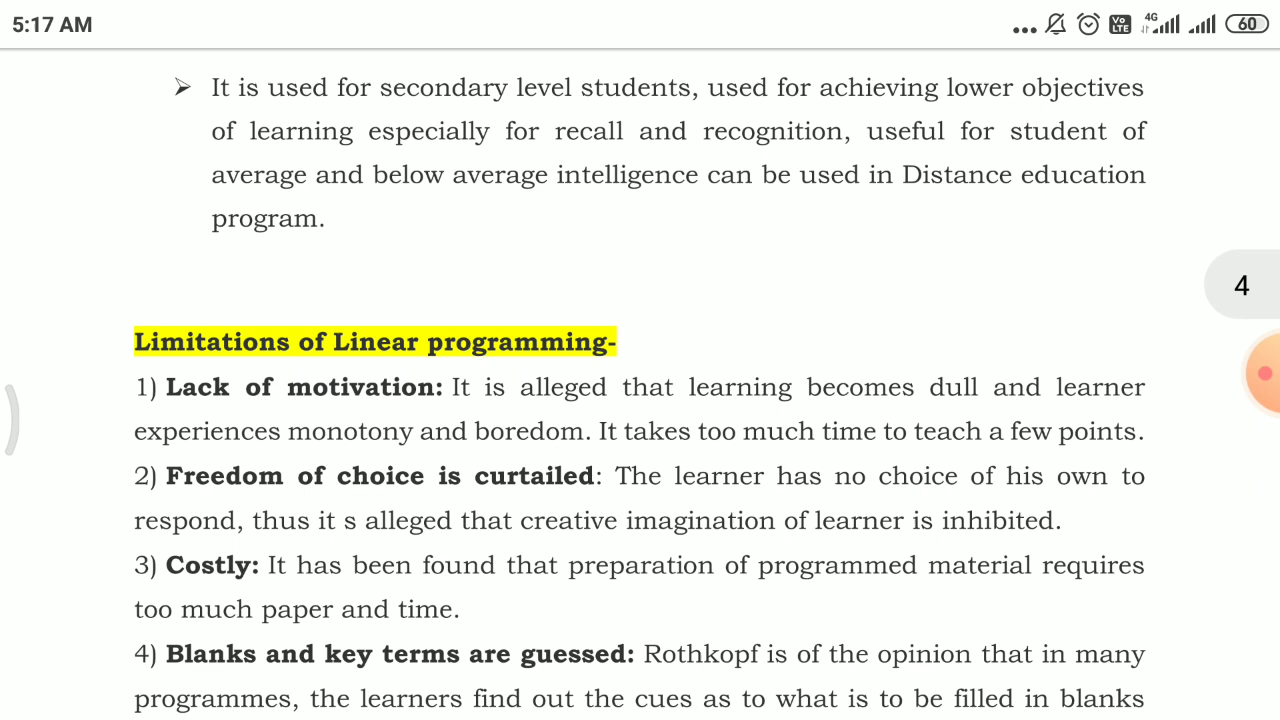 5:17 AM
... Vo LTE 4G 60
➢ It is used for secondary level students, used for achieving lower objectives
of learning especially for recall and recognition, useful for student of
average and below average intelligence can be used in Distance education
program.
4
Limitations of Linear programming-
1) Lack of motivation: It is alleged that learning becomes dull and learner
experiences monotony and boredom. It takes too much time to teach a few points.
2) Freedom of choice is curtailed: The learner has no choice of his own to
respond, thus it s alleged that creative imagination of learner is inhibited.
3) Costly: It has been found that preparation of programmed material requires
too much paper and time.
4) Blanks and key terms are guessed: Rothkopf is of the opinion that in many
programmes, the learners find out the cues as to what is to be filled in blanks